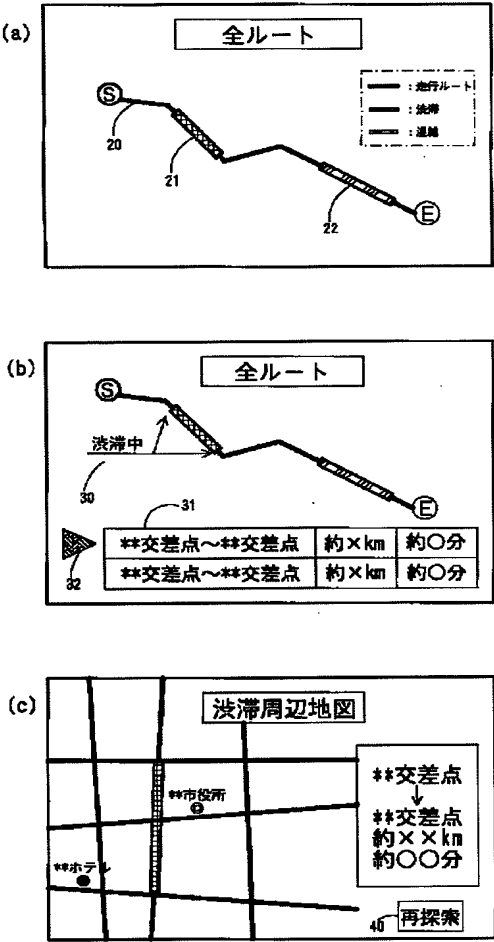 (a)
全ルート
S
：走行ルート
：渋滞
20
21
22
E
(b)
全ルート
S
渋滞中
30
31
E
32
**交差点～**交差点 約×km 約○分
**交差点～**交差点 約×km 約○分
(c)
渋滞周辺地図
**市役所
**ホテル
**交差点
↓
**交差点
約××km
約○○分
40 再探索